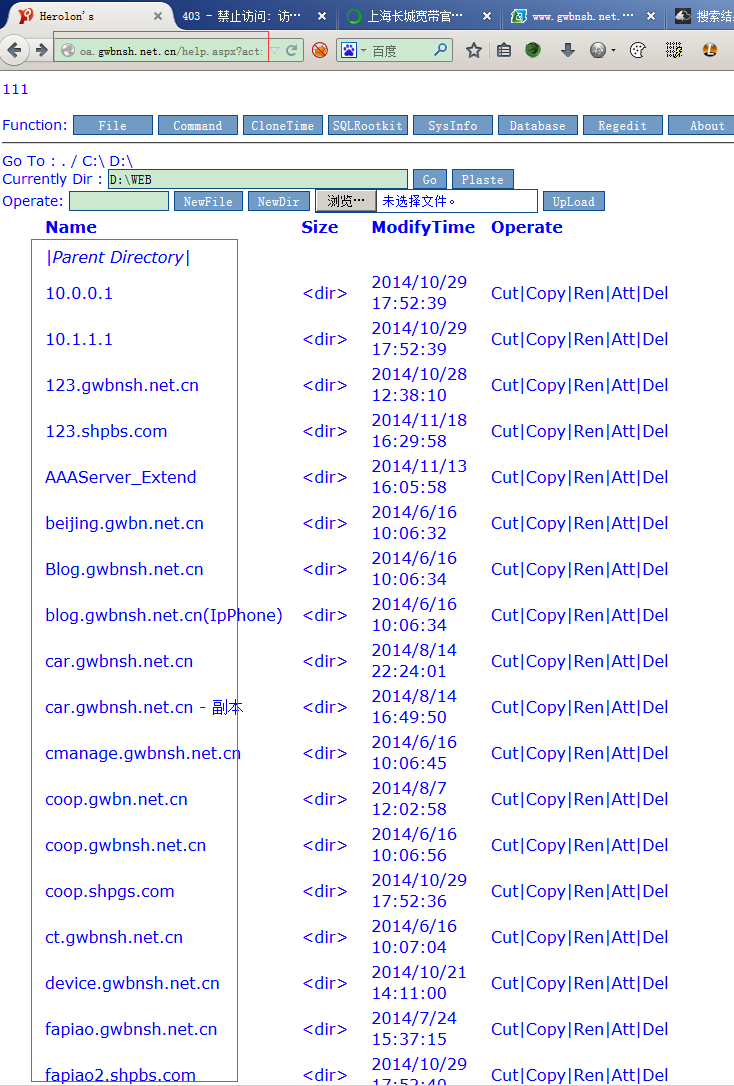 Herolon's
403 - 禁止访问: 访…
上海长城宽带官…
www.gwbnsh.net.…
搜索结
oa.gwbnsh.net.cn/help.aspx?act:
百度
111
Function: File Command CloneTime SQLRootkit SysInfo Database Regedit About
Go To : . / C:\ D:\
Currently Dir : D:\WEB Go Plaste
Operate: NewFile NewDir 浏览… 未选择文件。 UpLoad
Name Size ModifyTime Operate
|Parent Directory|
10.0.0.1 <dir> 2014/10/29 17:52:39 Cut|Copy|Ren|Att|Del
10.1.1.1 <dir> 2014/10/29 17:52:39 Cut|Copy|Ren|Att|Del
123.gwbnsh.net.cn <dir> 2014/10/28 12:38:10 Cut|Copy|Ren|Att|Del
123.shpbs.com <dir> 2014/11/18 16:29:58 Cut|Copy|Ren|Att|Del
AAAServer_Extend <dir> 2014/11/13 16:05:58 Cut|Copy|Ren|Att|Del
beijing.gwbn.net.cn <dir> 2014/6/16 10:06:32 Cut|Copy|Ren|Att|Del
Blog.gwbnsh.net.cn <dir> 2014/6/16 10:06:34 Cut|Copy|Ren|Att|Del
blog.gwbnsh.net.cn(IpPhone) <dir> 2014/6/16 10:06:34 Cut|Copy|Ren|Att|Del
car.gwbnsh.net.cn <dir> 2014/8/14 22:24:01 Cut|Copy|Ren|Att|Del
car.gwbnsh.net.cn - 副本 <dir> 2014/8/14 16:49:50 Cut|Copy|Ren|Att|Del
cmanage.gwbnsh.net.cn <dir> 2014/6/16 10:06:45 Cut|Copy|Ren|Att|Del
coop.gwbn.net.cn <dir> 2014/8/7 12:02:58 Cut|Copy|Ren|Att|Del
coop.gwbnsh.net.cn <dir> 2014/6/16 10:06:56 Cut|Copy|Ren|Att|Del
coop.shpgs.com <dir> 2014/10/29 17:52:36 Cut|Copy|Ren|Att|Del
ct.gwbnsh.net.cn <dir> 2014/6/16 10:07:04 Cut|Copy|Ren|Att|Del
device.gwbnsh.net.cn <dir> 2014/10/21 14:11:00 Cut|Copy|Ren|Att|Del
fapiao.gwbnsh.net.cn <dir> 2014/7/24 15:37:15 Cut|Copy|Ren|Att|Del
fapiao2.shpbs.com <dir> 2014/10/29 17:52:40 Cut|Copy|Ren|Att|Del